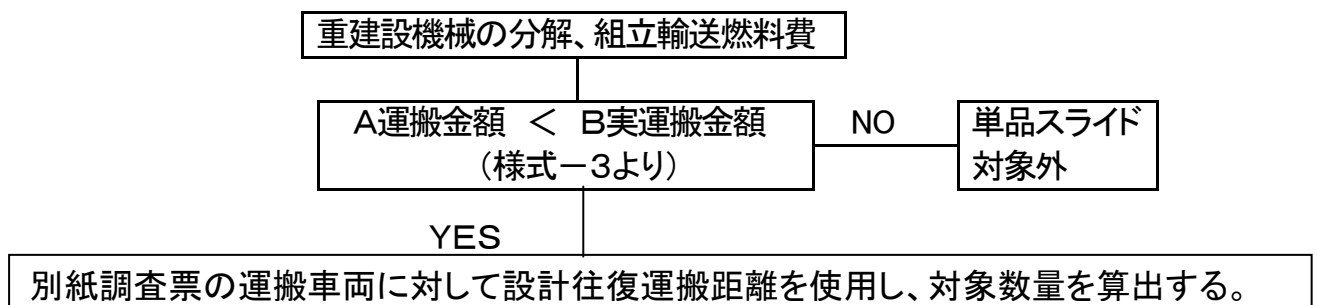 重建設機械の分解、組立輸送燃料費
A運搬金額 < B実運搬金額
(様式-3より)
NO
単品スライド
対象外
YES
別紙調査票の運搬車両に対して設計往復運搬距離を使用し、対象数量を算出する。